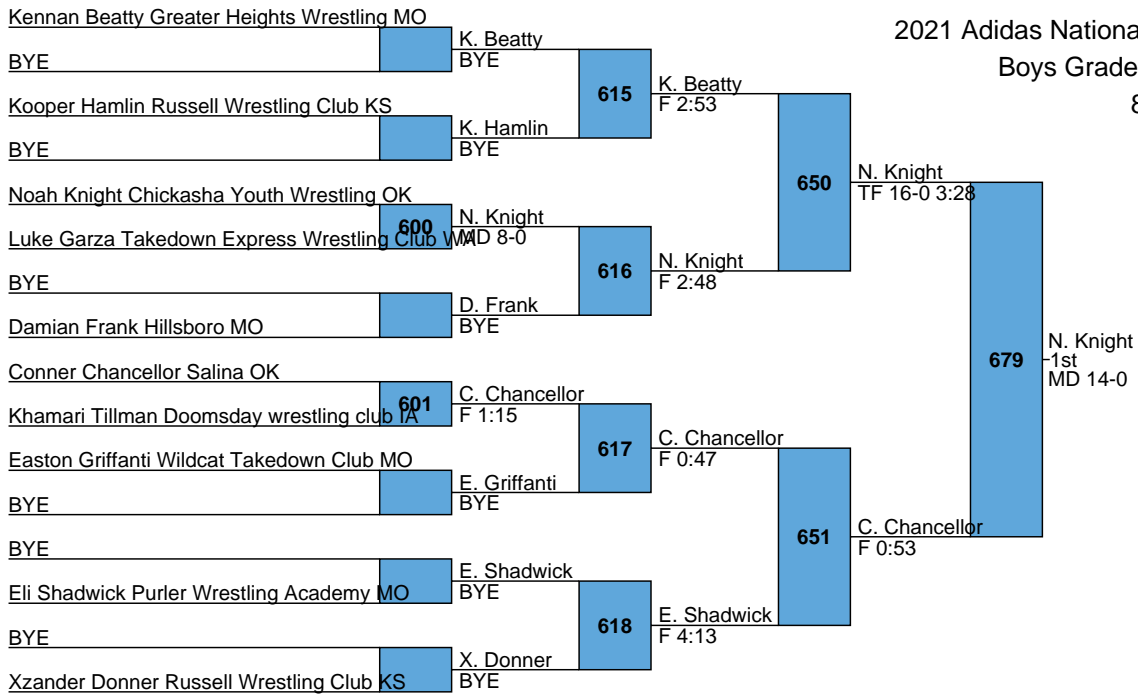 Kennan Beatty Greater Heights Wrestling MO
BYE
Kooper Hamlin Russell Wrestling Club KS
BYE
Noah Knight Chickasha Youth Wrestling OK
Luke Garza Takedown Express Wrestling Club WA
BYE
Damian Frank Hillsboro MO
Conner Chancellor Salina OK
Khamari Tillman Doomsday wrestling club IA
Easton Griffanti Wildcat Takedown Club MO
BYE
BYE
Eli Shadwick Purler Wrestling Academy MO
BYE
Xzander Donner Russell Wrestling Club KS
600
601
K. Beatty
BYE
K. Hamlin
BYE
N. Knight
MD 8-0
D. Frank
BYE
C. Chancellor
F 1:15
E. Griffanti
BYE
E. Shadwick
BYE
X. Donner
BYE
615
616
617
618
K. Beatty
F 2:53
N. Knight
F 2:48
C. Chancellor
F 0:47
E. Shadwick
F 4:13
650
651
N. Knight
TF 16-0 3:28
C. Chancellor
F 0:53
679
N. Knight
1st
MD 14-0
2021 Adidas Nationa
Boys Grade
8